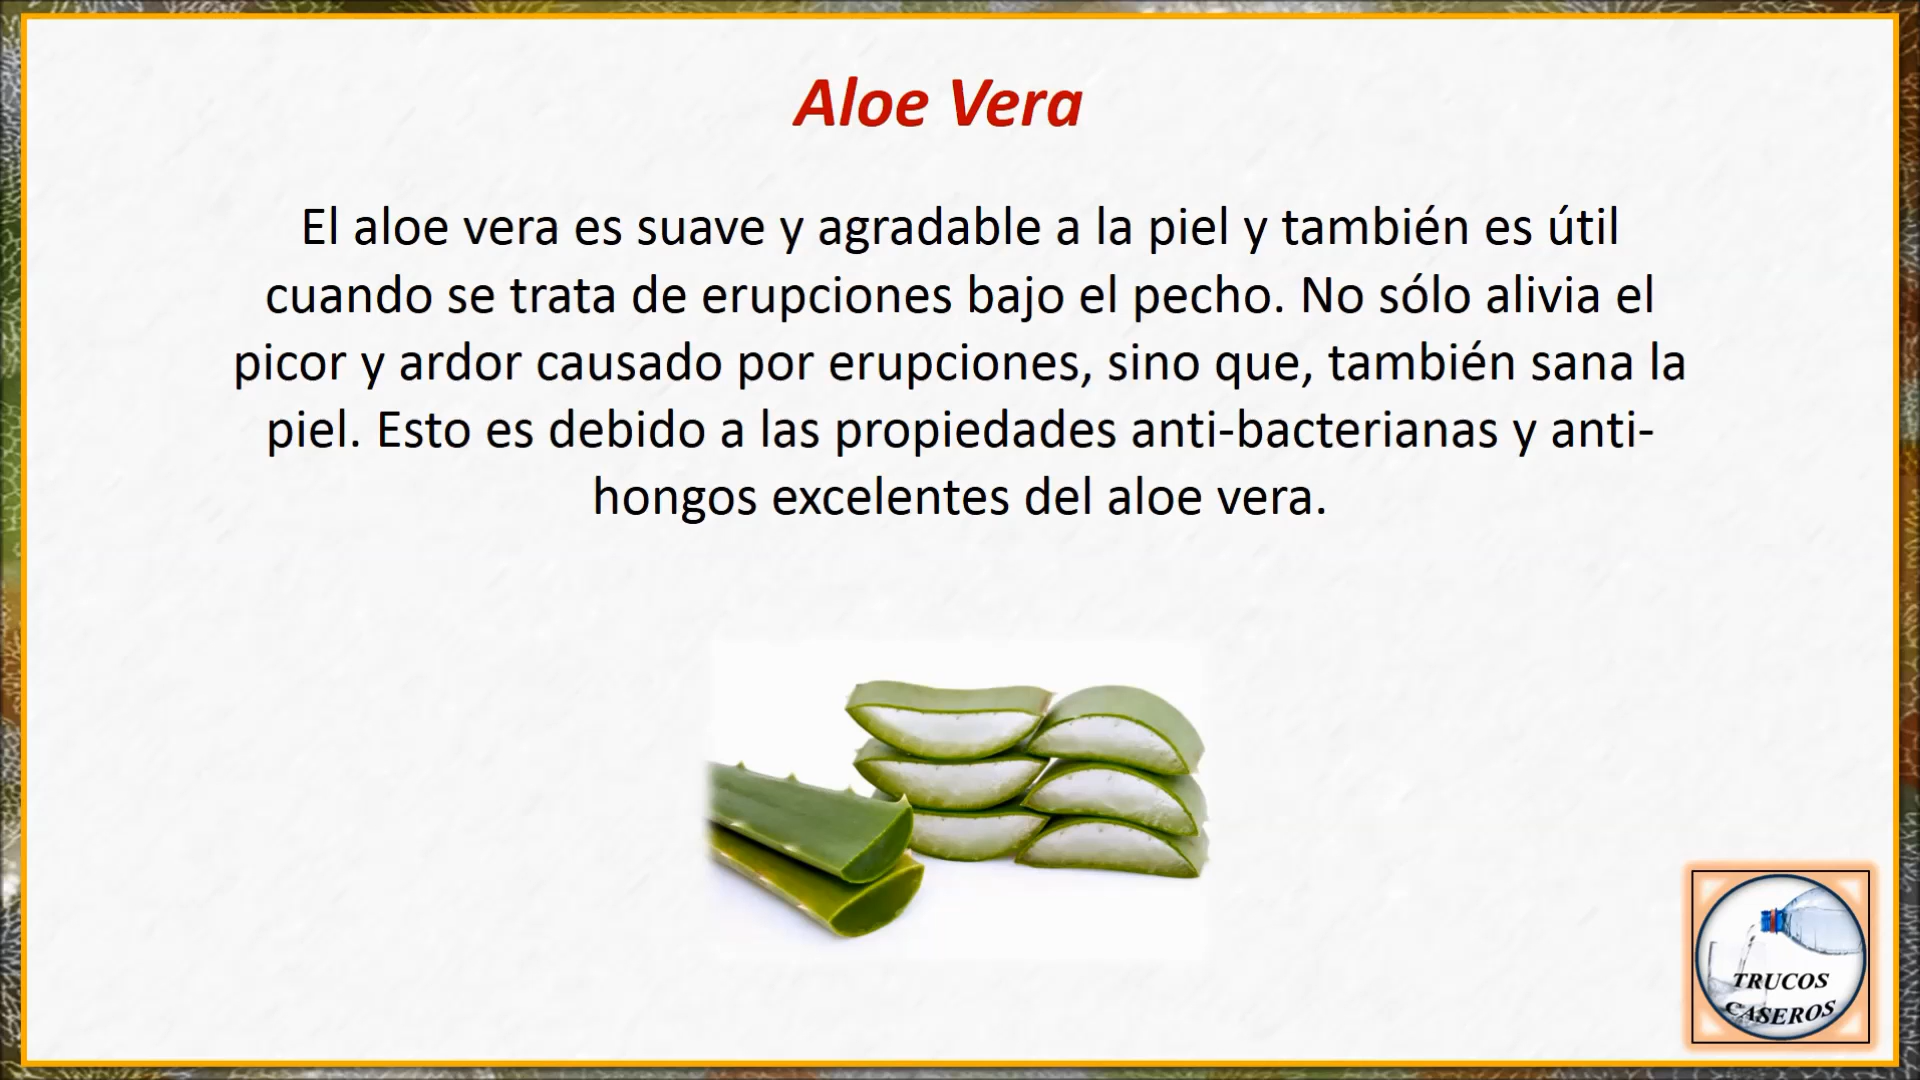 Aloe Vera
El aloe vera es suave y agradable a la piel y también es útil
cuando se trata de erupciones bajo el pecho. No sólo alivia el
picor y ardor causado por erupciones, sino que, también sana la
piel. Esto es debido a las propiedades anti-bacterianas y anti-
hongos excelentes del aloe vera.
TRUCOS
CASEROS